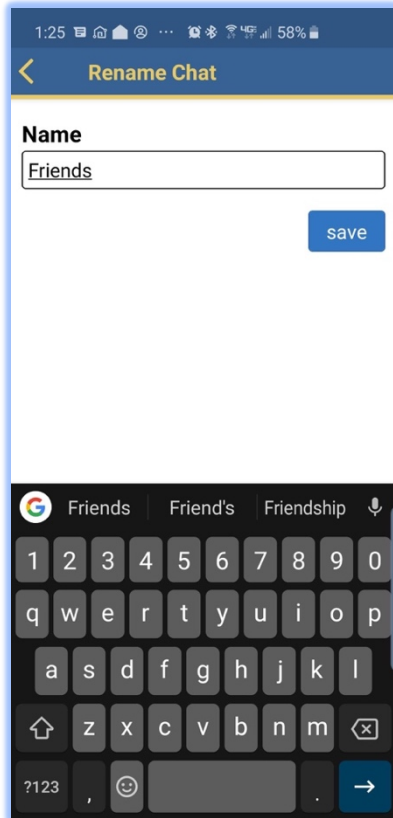 1:25 58%
Rename Chat
Name
Friends
save
G Friends Friend's Friendship
1 2 3 4 5 6 7 8 9 0
q w e r t y u i o p
a s d f g h j k l
z x c v b n m
?123 , .